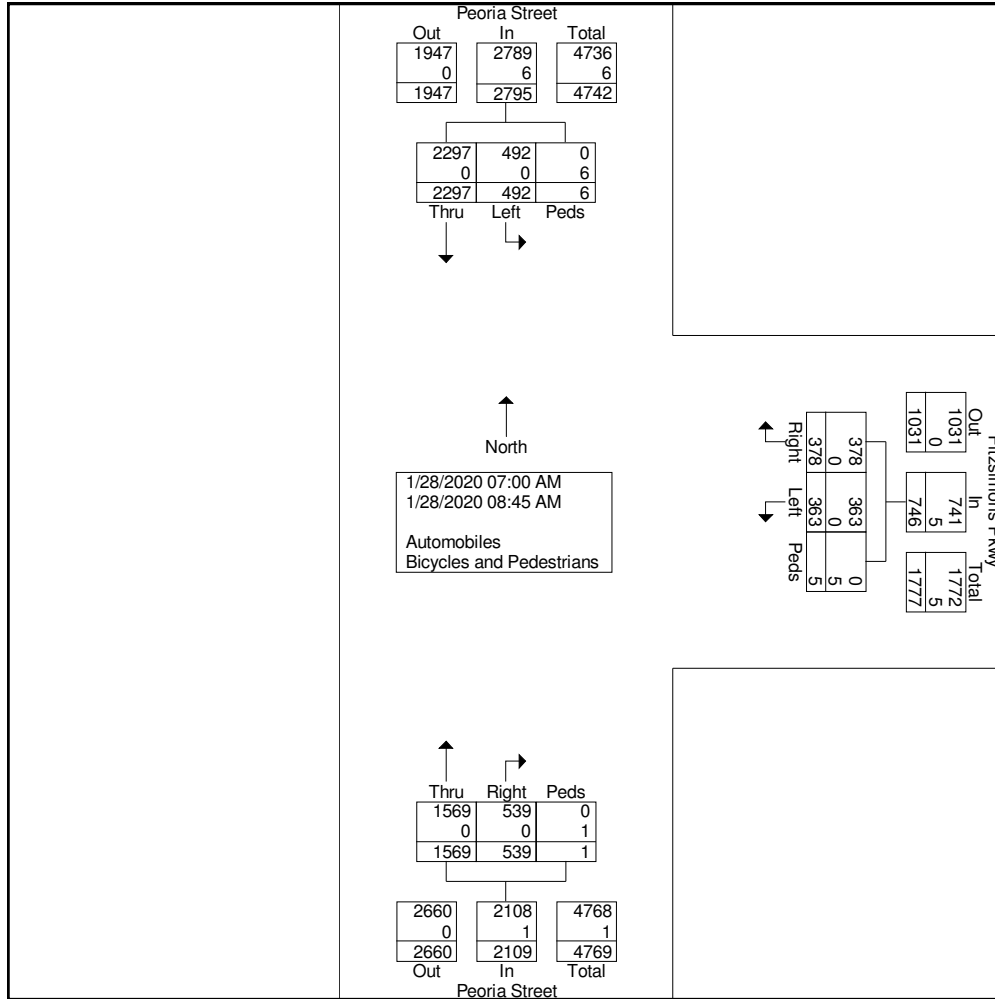 Peoria Street
Out In Total
1947 2789 4736
0 6 6
1947 2795 4742
2297 492 0
0 0 6
2297 492 6
Thru Left Peds
Out In Total
1031 741 1772
0 5 5
1031 746 1777
378 363 0
0 0 5
378 363 5
Right Left Peds
North
1/28/2020 07:00 AM
1/28/2020 08:45 AM
Automobiles
Bicycles and Pedestrians
Thru Right Peds
1569 539 0
0 0 1
1569 539 1
2660 2108 4768
0 1 1
2660 2109 4769
Out In Total
Peoria Street